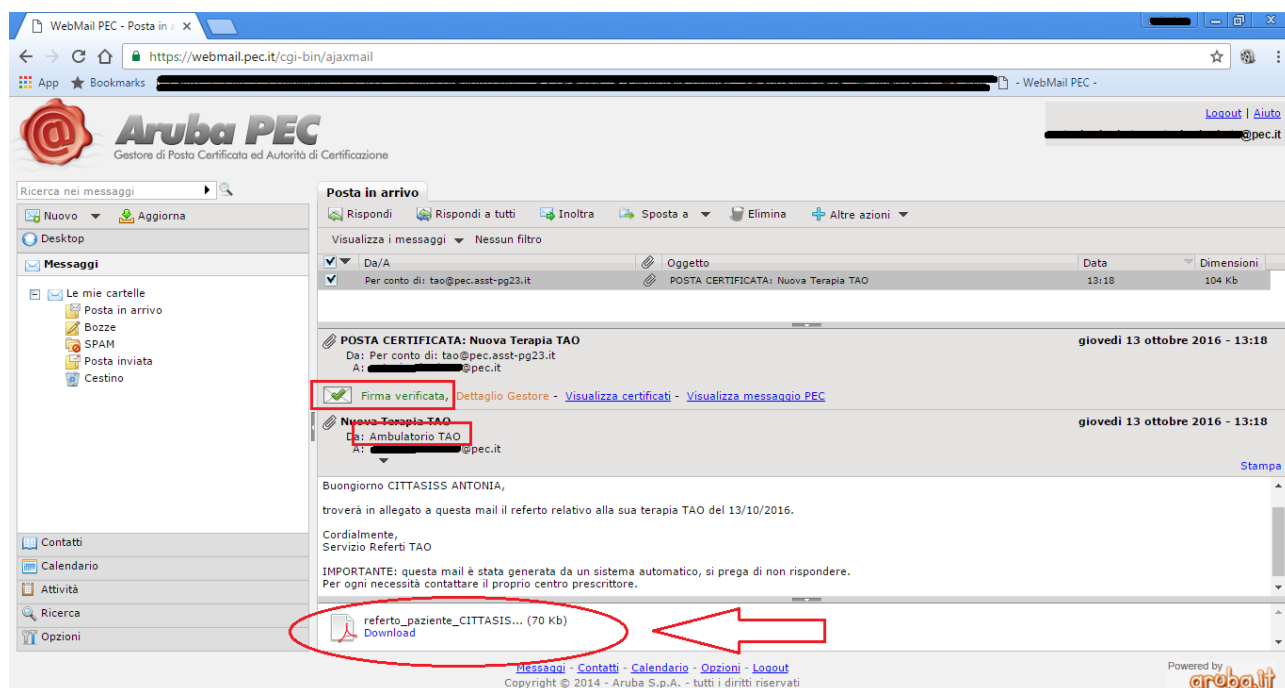 WebMail PEC - Posta in a
https://webmail.pec.it/cgi-bin/ajaxmail
App Bookmarks - WebMail PEC -
Logout | Aiuto
@pec.it
Aruba PEC
Gestore di Posta Certificata ed Autorità di Certificazione
Ricerca nei messaggi
Nuovo Aggiorna
Desktop
Messaggi
Le mie cartelle
Posta in arrivo
Bozze
SPAM
Posta inviata
Cestino
Contatti
Calendario
Attività
Ricerca
Opzioni
Posta in arrivo
Rispondi Rispondi a tutti Inoltra Sposta a Elimina Altre azioni
Visualizza i messaggi Nessun filtro
Da/A Oggetto Data Dimensioni
Per conto di: tao@pec.asst-pg23.it POSTA CERTIFICATA: Nuova Terapia TAO 13:18 104 Kb
POSTA CERTIFICATA: Nuova Terapia TAO giovedì 13 ottobre 2016 - 13:18
Da: Per conto di: tao@pec.asst-pg23.it
A: @pec.it
Firma verificata, Dettaglio Gestore - Visualizza certificati - Visualizza messaggio PEC
Nuova Terapia TAO giovedì 13 ottobre 2016 - 13:18
Da: Ambulatorio TAO
A: @pec.it
Stampa
Buongiorno CITTASISS ANTONIA,
troverà in allegato a questa mail il referto relativo alla sua terapia TAO del 13/10/2016.
Cordialmente,
Servizio Referti TAO
IMPORTANTE: questa mail è stata generata da un sistema automatico, si prega di non rispondere.
Per ogni necessità contattare il proprio centro prescrittore.
referto_paziente_CITTASIS... (70 Kb)
Download
Messaggi - Contatti - Calendario - Opzioni - Logout
Copyright © 2014 - Aruba S.p.A. - tutti i diritti riservati
Powered by
aruba.it